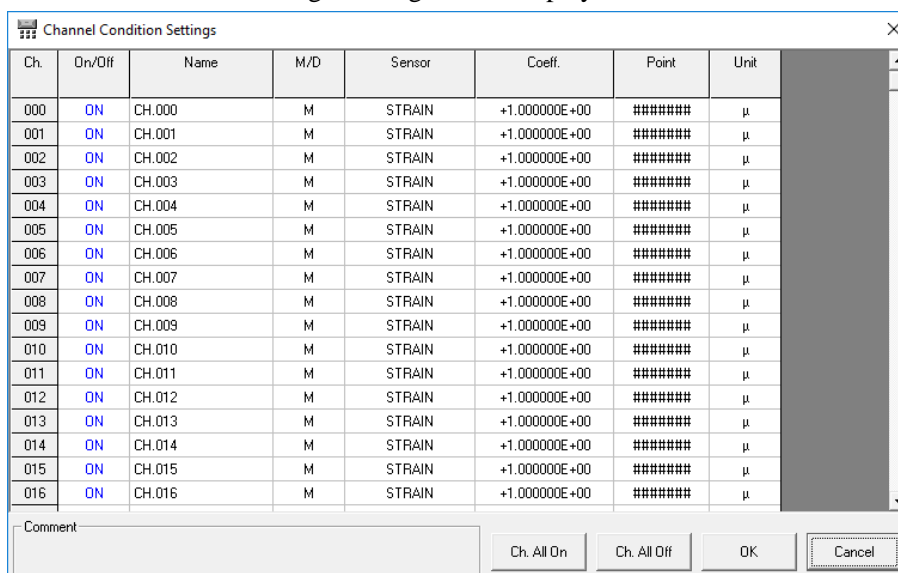 Channel Condition Settings
Ch. On/Off Name M/D Sensor Coeff. Point Unit
000 ON CH.000 M STRAIN +1.000000E+00 ####### μ
001 ON CH.001 M STRAIN +1.000000E+00 ####### μ
002 ON CH.002 M STRAIN +1.000000E+00 ####### μ
003 ON CH.003 M STRAIN +1.000000E+00 ####### μ
004 ON CH.004 M STRAIN +1.000000E+00 ####### μ
005 ON CH.005 M STRAIN +1.000000E+00 ####### μ
006 ON CH.006 M STRAIN +1.000000E+00 ####### μ
007 ON CH.007 M STRAIN +1.000000E+00 ####### μ
008 ON CH.008 M STRAIN +1.000000E+00 ####### μ
009 ON CH.009 M STRAIN +1.000000E+00 ####### μ
010 ON CH.010 M STRAIN +1.000000E+00 ####### μ
011 ON CH.011 M STRAIN +1.000000E+00 ####### μ
012 ON CH.012 M STRAIN +1.000000E+00 ####### μ
013 ON CH.013 M STRAIN +1.000000E+00 ####### μ
014 ON CH.014 M STRAIN +1.000000E+00 ####### μ
015 ON CH.015 M STRAIN +1.000000E+00 ####### μ
016 ON CH.016 M STRAIN +1.000000E+00 ####### μ
Comment
Ch. All On Ch. All Off OK Cancel